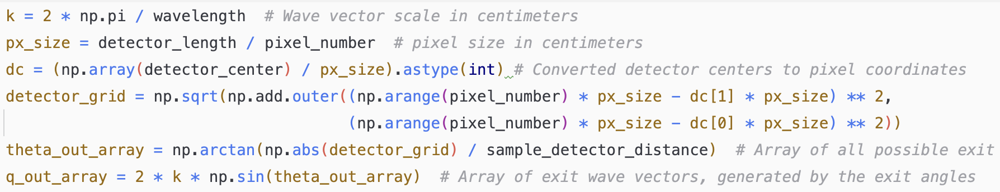 k = 2 * np.pi / wavelength  # Wave vector scale in centimeters
px_size = detector_length / pixel_number  # pixel size in centimeters
dc = (np.array(detector_center) / px_size).astype(int) # Converted detector centers to pixel coordinates
detector_grid = np.sqrt(np.add.outer((np.arange(pixel_number) * px_size - dc[1] * px_size) ** 2,
                                     (np.arange(pixel_number) * px_size - dc[0] * px_size) ** 2))
theta_out_array = np.arctan(np.abs(detector_grid) / sample_detector_distance)  # Array of all possible exit
q_out_array = 2 * k * np.sin(theta_out_array)  # Array of exit wave vectors, generated by the exit angles